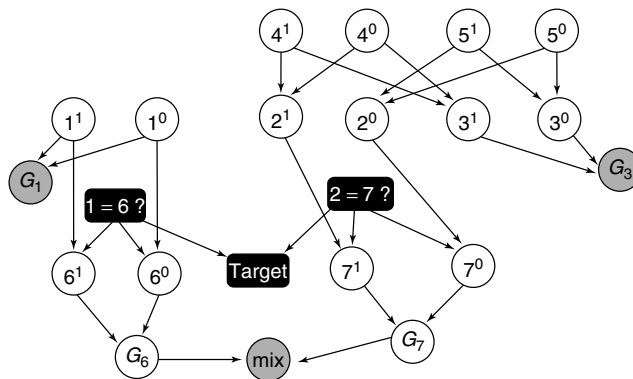 4¹ 4⁰ 5¹ 5⁰
1¹ 1⁰ 2¹ 2⁰ 3¹ 3⁰
G₁ G₃
1 = 6 ? 2 = 7 ?
6¹ 6⁰ Target 7¹ 7⁰
G₆ mix G₇